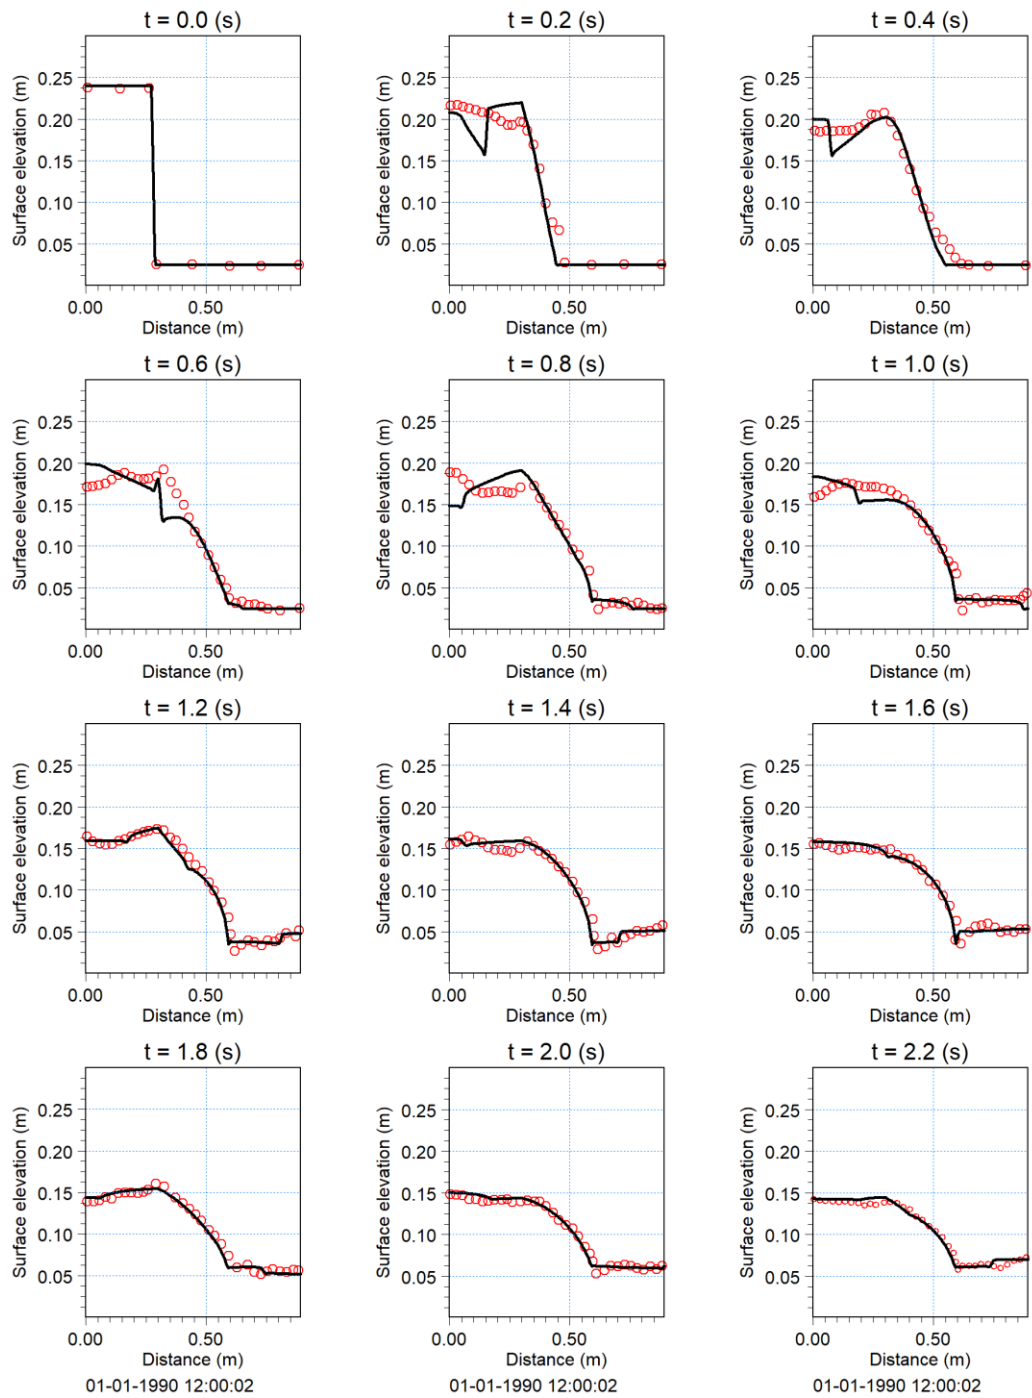 t = 0.0 (s)
Surface elevation (m)
0.25
0.20
0.15
0.10
0.05
0.00
0.50
Distance (m)
t = 0.2 (s)
Surface elevation (m)
0.25
0.20
0.15
0.10
0.05
0.00
0.50
Distance (m)
t = 0.4 (s)
Surface elevation (m)
0.25
0.20
0.15
0.10
0.05
0.00
0.50
Distance (m)
t = 0.6 (s)
Surface elevation (m)
0.25
0.20
0.15
0.10
0.05
0.00
0.50
Distance (m)
t = 0.8 (s)
Surface elevation (m)
0.25
0.20
0.15
0.10
0.05
0.00
0.50
Distance (m)
t = 1.0 (s)
Surface elevation (m)
0.25
0.20
0.15
0.10
0.05
0.00
0.50
Distance (m)
t = 1.2 (s)
Surface elevation (m)
0.25
0.20
0.15
0.10
0.05
0.00
0.50
Distance (m)
t = 1.4 (s)
Surface elevation (m)
0.25
0.20
0.15
0.10
0.05
0.00
0.50
Distance (m)
t = 1.6 (s)
Surface elevation (m)
0.25
0.20
0.15
0.10
0.05
0.00
0.50
Distance (m)
t = 1.8 (s)
Surface elevation (m)
0.25
0.20
0.15
0.10
0.05
0.00
0.50
Distance (m)
01-01-1990 12:00:02
t = 2.0 (s)
Surface elevation (m)
0.25
0.20
0.15
0.10
0.05
0.00
0.50
Distance (m)
01-01-1990 12:00:02
t = 2.2 (s)
Surface elevation (m)
0.25
0.20
0.15
0.10
0.05
0.00
0.50
Distance (m)
01-01-1990 12:00:02